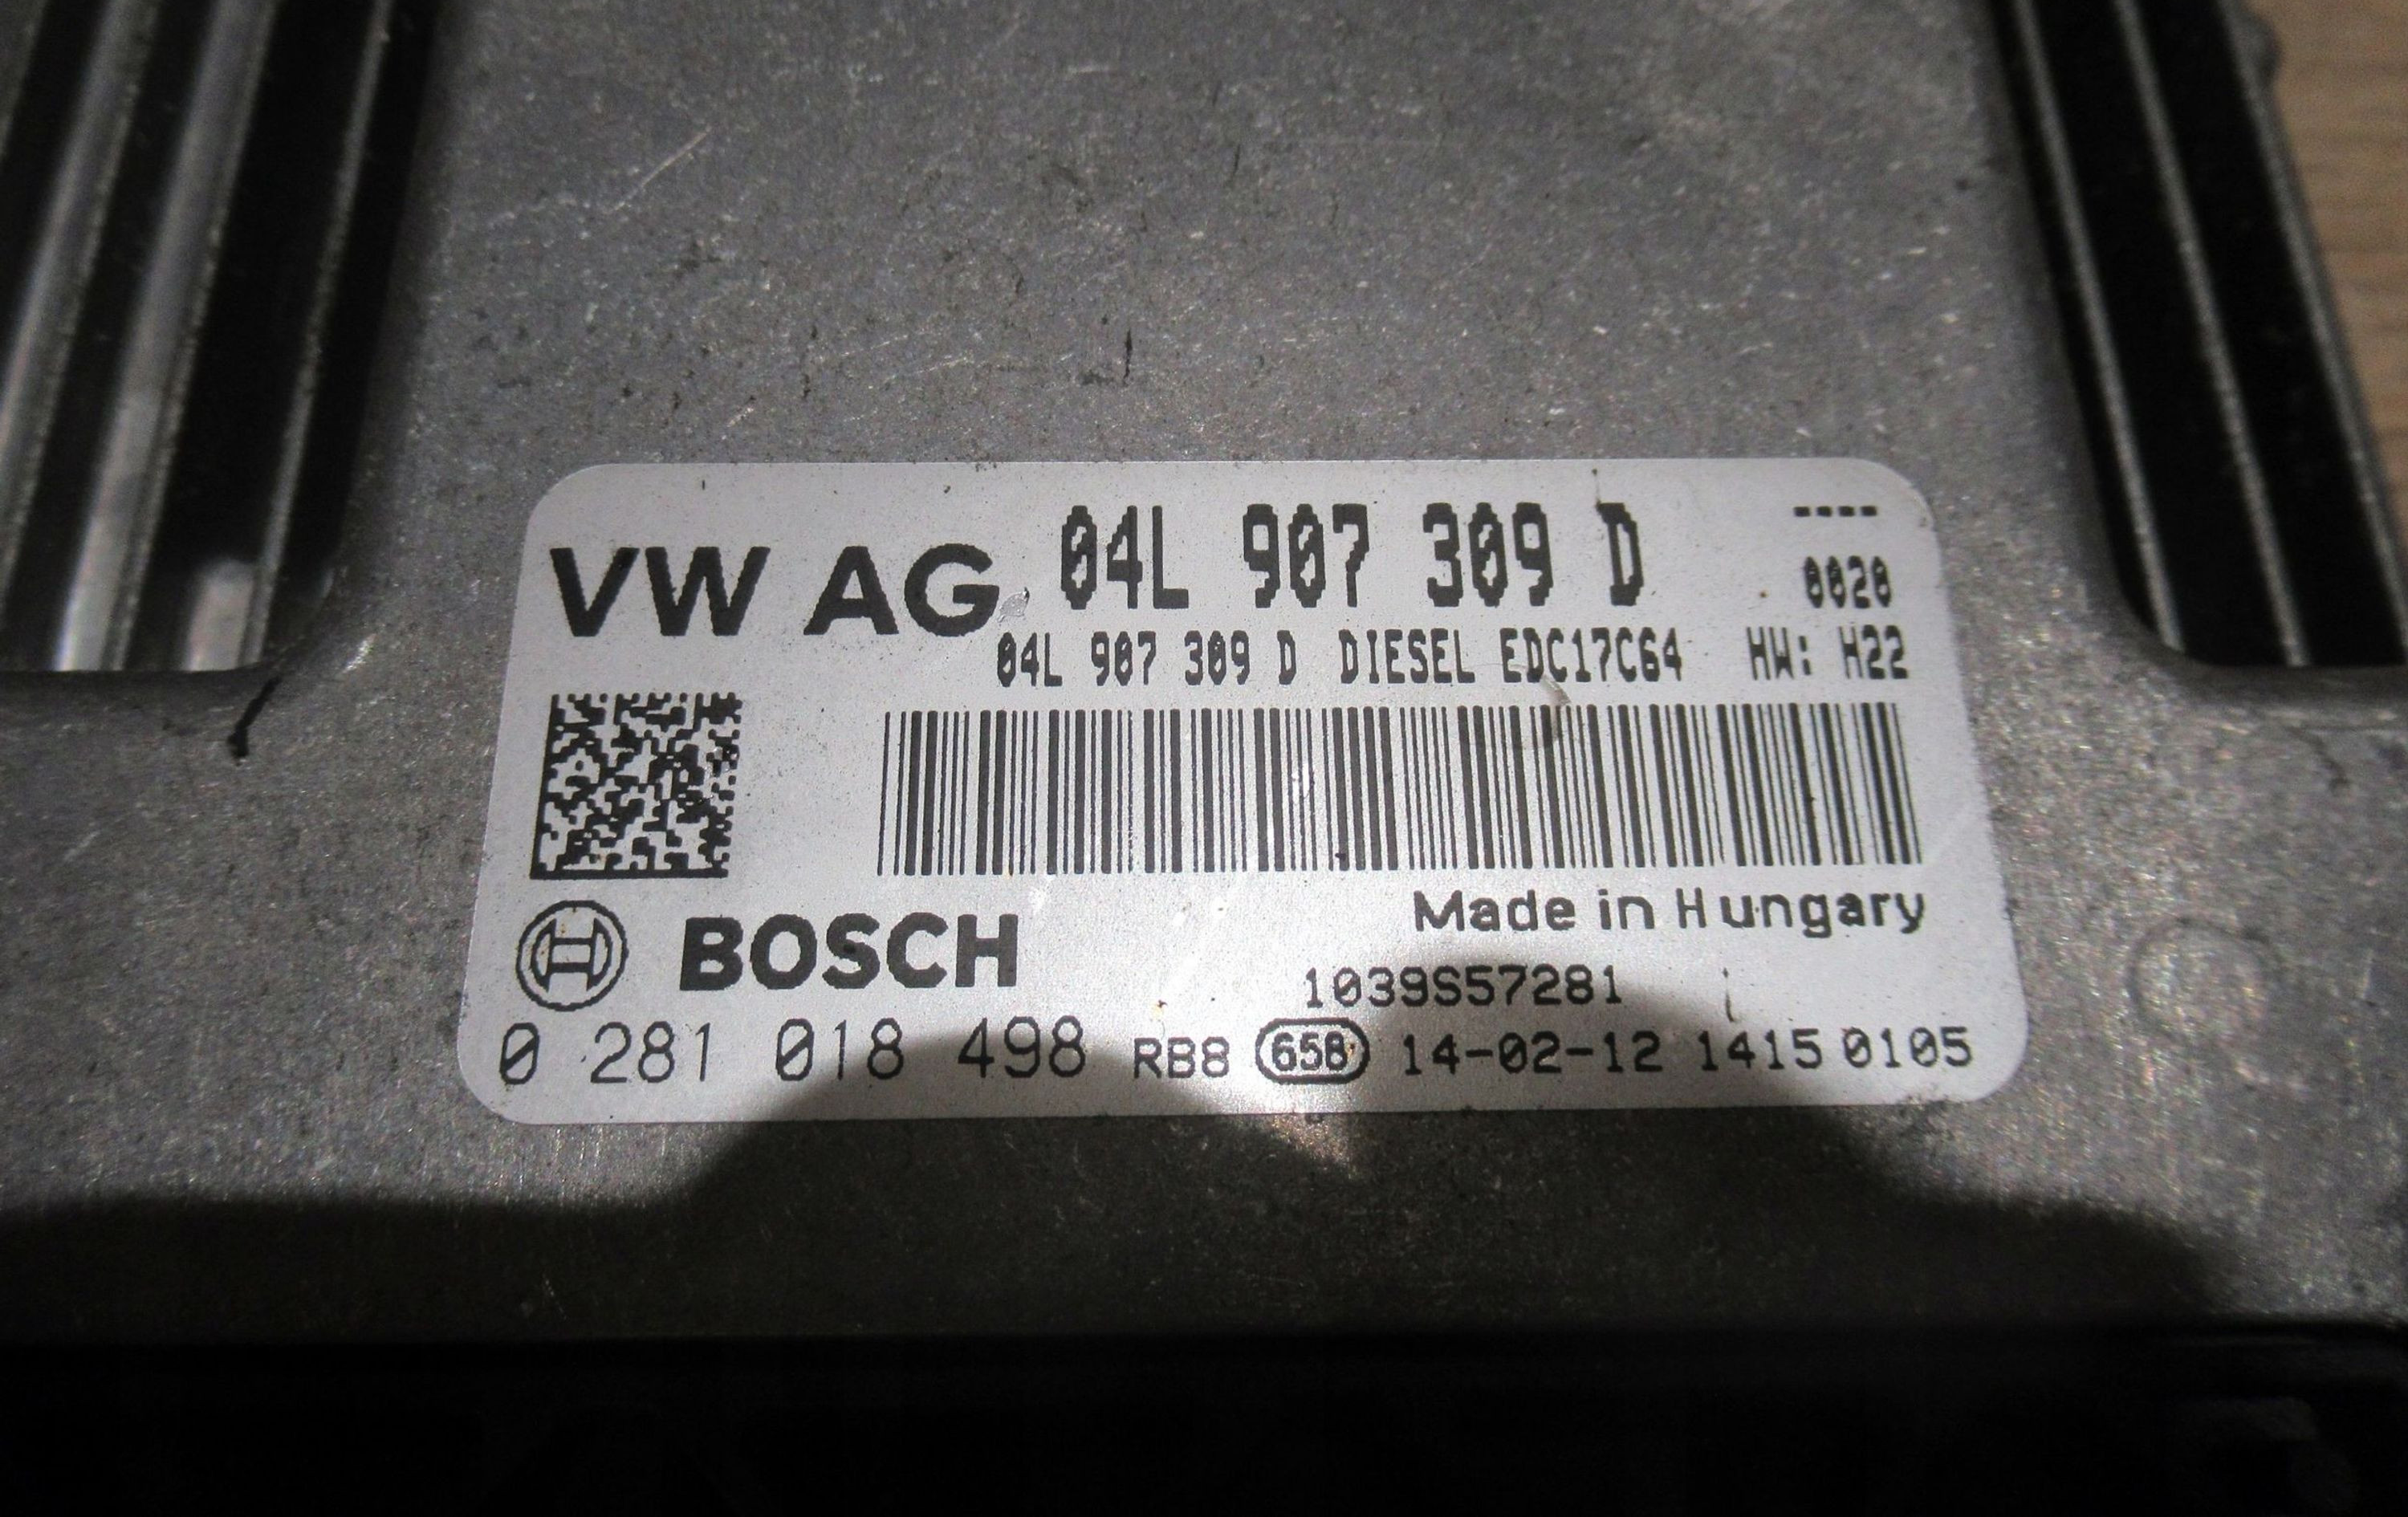 VW AG 04L 907 309 D ----
0020
04L 907 309 D DIESEL EDC17C64 HW: H22
Made in Hungary
BOSCH
1039S57281
0 281 018 498 RB8 65B 14-02-12 1415 0105